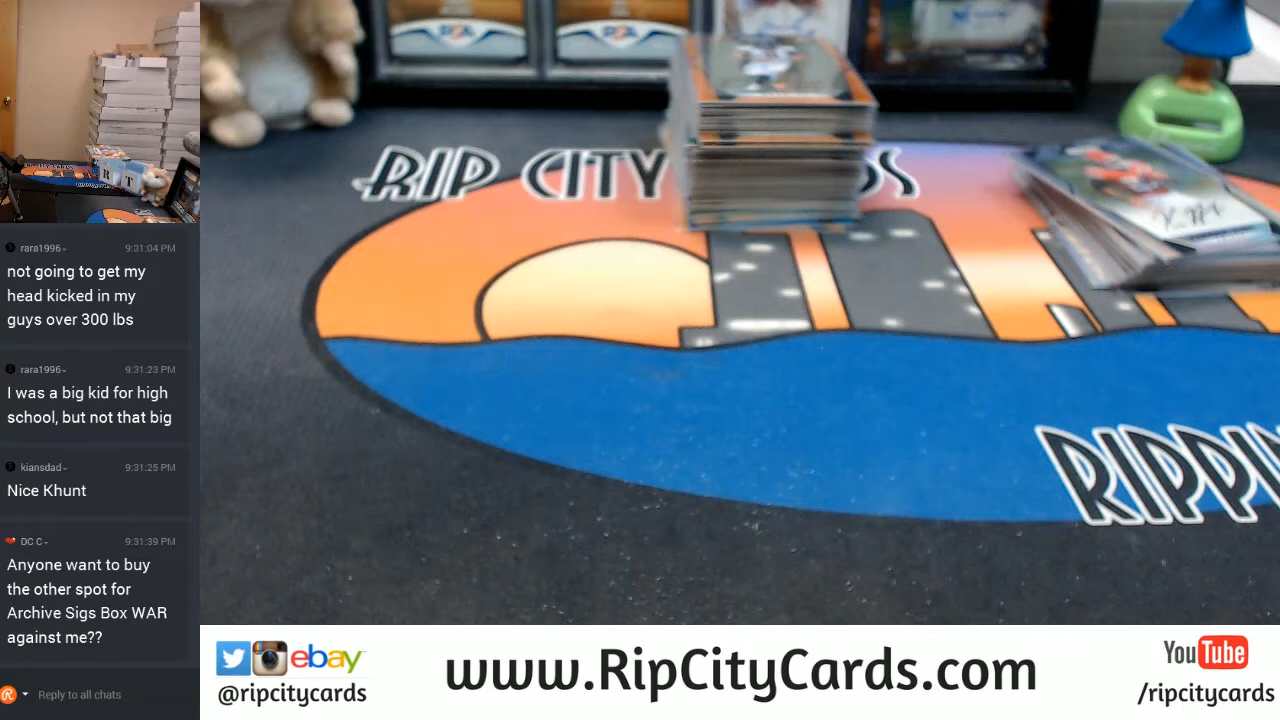 rara1996- 9:31:04 PM
not going to get my
head kicked in my
guys over 300 lbs
rara1996- 9:31:23 PM
I was a big kid for high
school, but not that big
kiansdad- 9:31:25 PM
Nice Khunt
DC C- 9:31:39 PM
Anyone want to buy
the other spot for
Archive Sigs Box WAR
against me??
Reply to all chats
RIP CITY DS
RIPPI
ebay
@ripcitycards
www.RipCityCards.com
YouTube
/ripcitycards